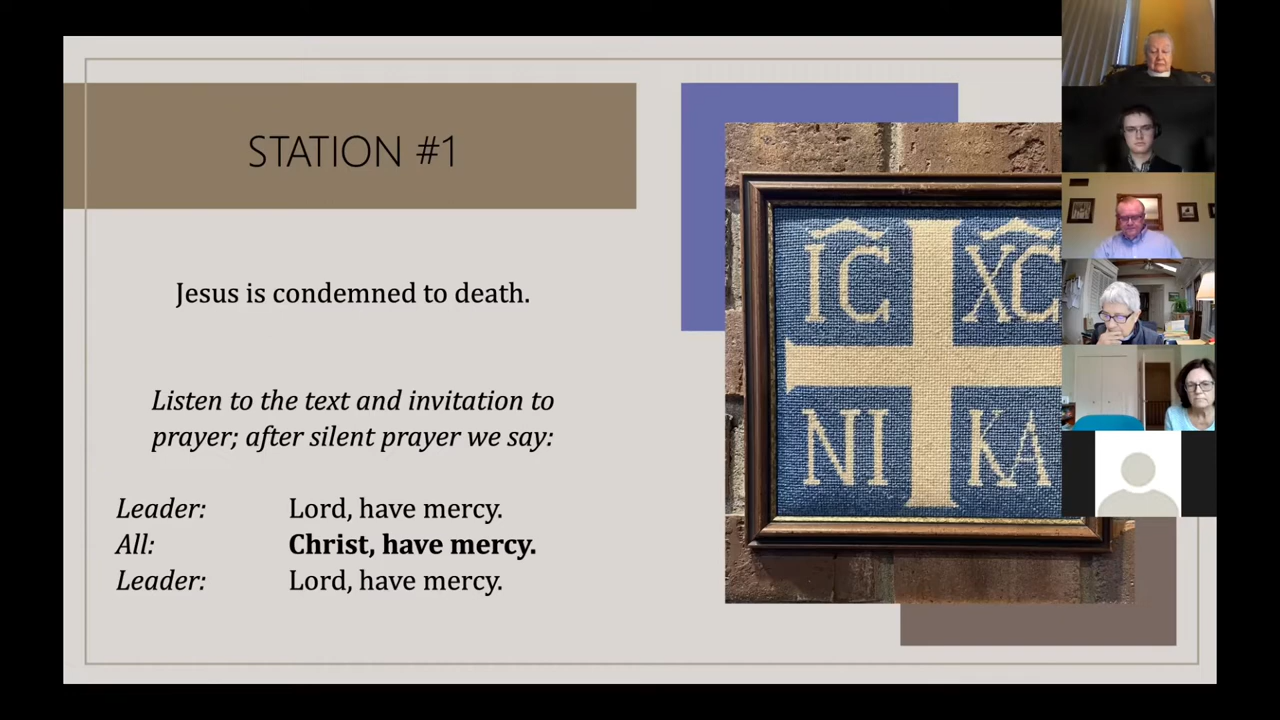 STATION #1
Jesus is condemned to death.
Listen to the text and invitation to
prayer; after silent prayer we say:
Leader: Lord, have mercy.
All: Christ, have mercy.
Leader: Lord, have mercy.
IC XC
NI KA